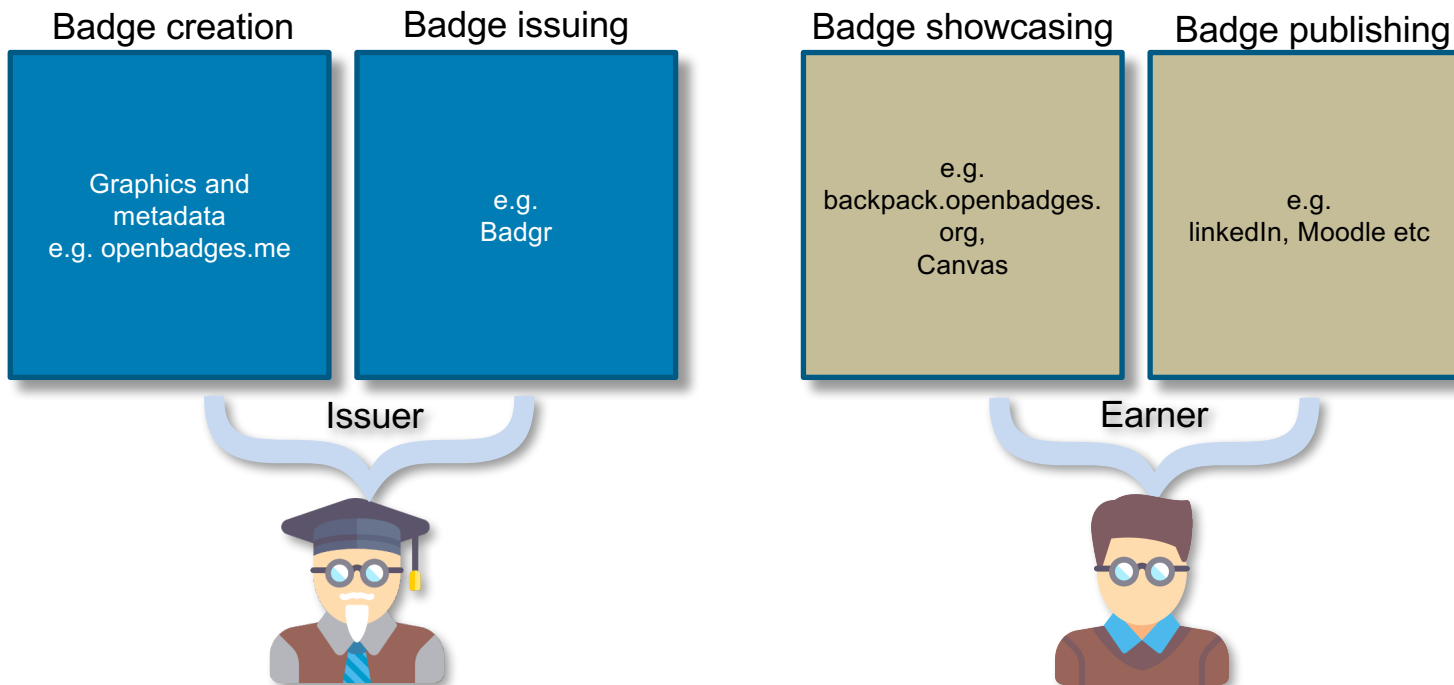 Badge creation
Badge issuing
Badge showcasing
Badge publishing
Graphics and
metadata
e.g. openbadges.me
e.g.
Badgr
e.g.
backpack.openbadges.
org,
Canvas
e.g.
linkedIn, Moodle etc
Issuer
Earner